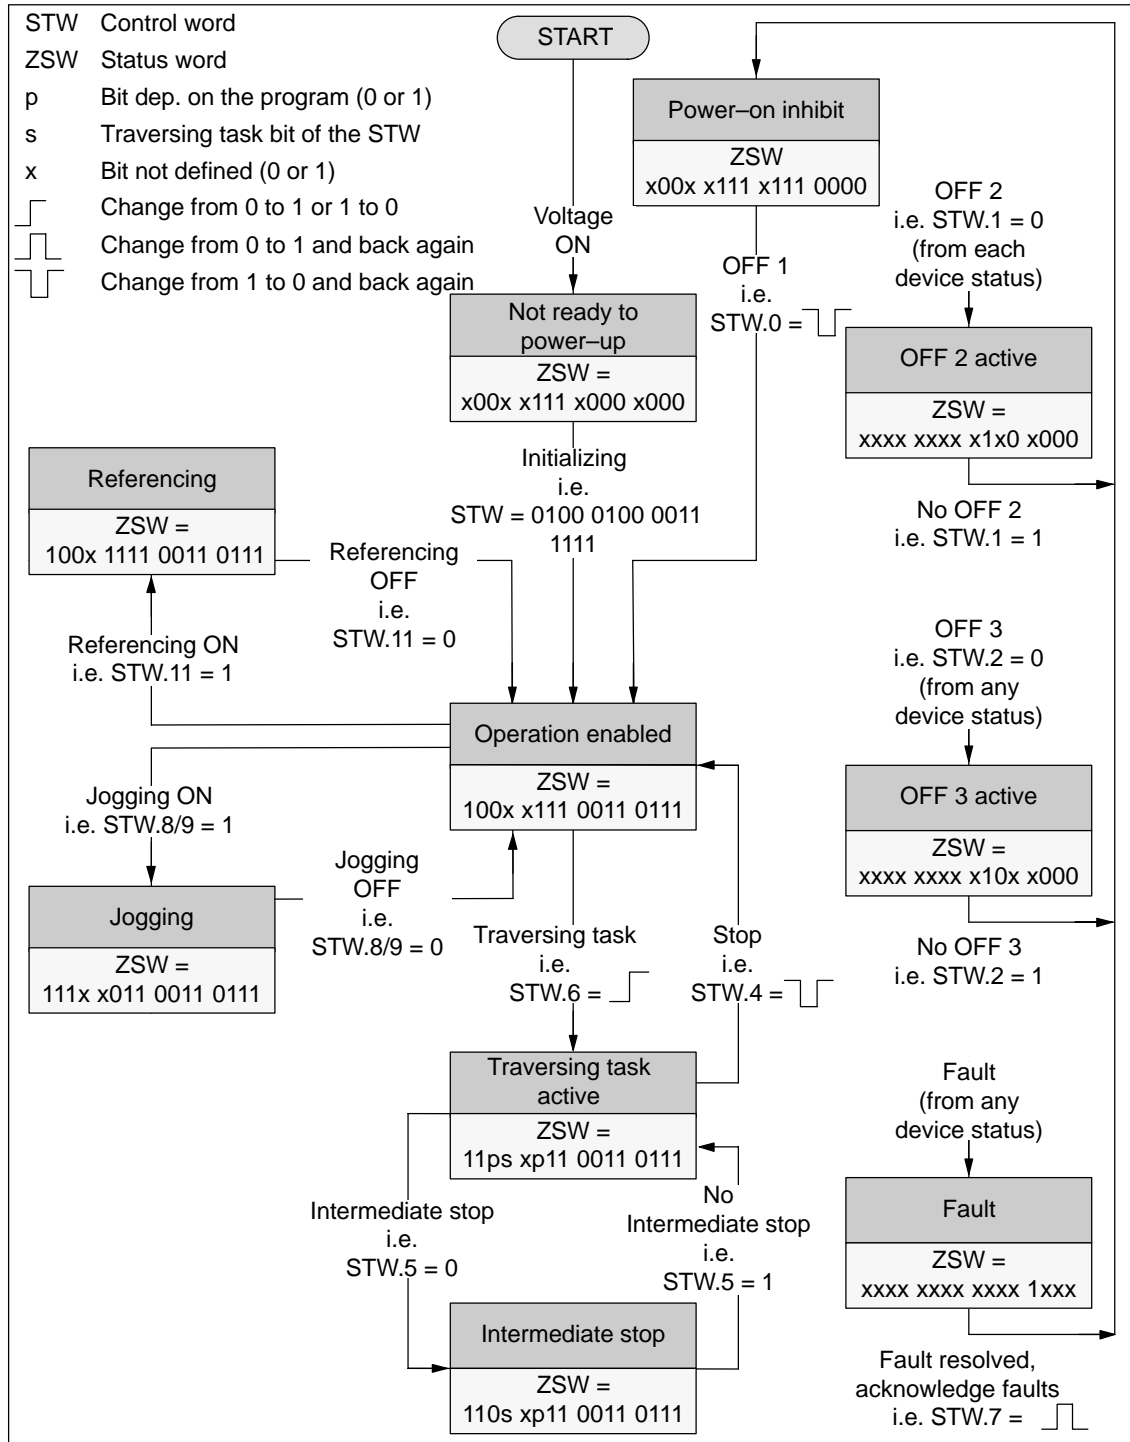 STW Control word
ZSW Status word
p Bit dep. on the program (0 or 1)
s Traversing task bit of the STW
x Bit not defined (0 or 1)
Change from 0 to 1 or 1 to 0
Change from 0 to 1 and back again
Change from 1 to 0 and back again
START
Voltage
ON
Not ready to
power–up
ZSW =
x00x x111 x000 x000
Initializing
i.e.
STW = 0100 0100 0011
1111
Power–on inhibit
ZSW
x00x x111 x111 0000
OFF 1
i.e.
STW.0 =
OFF 2
i.e. STW.1 = 0
(from each
device status)
OFF 2 active
ZSW =
xxxx xxxx x1x0 x000
No OFF 2
i.e. STW.1 = 1
Referencing
ZSW =
100x 1111 0011 0111
Referencing
OFF
i.e.
STW.11 = 0
Referencing ON
i.e. STW.11 = 1
Operation enabled
ZSW =
100x x111 0011 0111
OFF 3
i.e. STW.2 = 0
(from any
device status)
OFF 3 active
ZSW =
xxxx xxxx x10x x000
No OFF 3
i.e. STW.2 = 1
Jogging ON
i.e. STW.8/9 = 1
Jogging
ZSW =
111x x011 0011 0111
Jogging
OFF
i.e.
STW.8/9 = 0
Traversing task
i.e.
STW.6 =
Stop
i.e.
STW.4 =
Traversing task
active
ZSW =
11ps xp11 0011 0111
Intermediate stop
i.e.
STW.5 = 0
No
Intermediate stop
i.e.
STW.5 = 1
Intermediate stop
ZSW =
110s xp11 0011 0111
Fault
(from any
device status)
Fault
ZSW =
xxxx xxxx xxxx 1xxx
Fault resolved,
acknowledge faults
i.e. STW.7 =